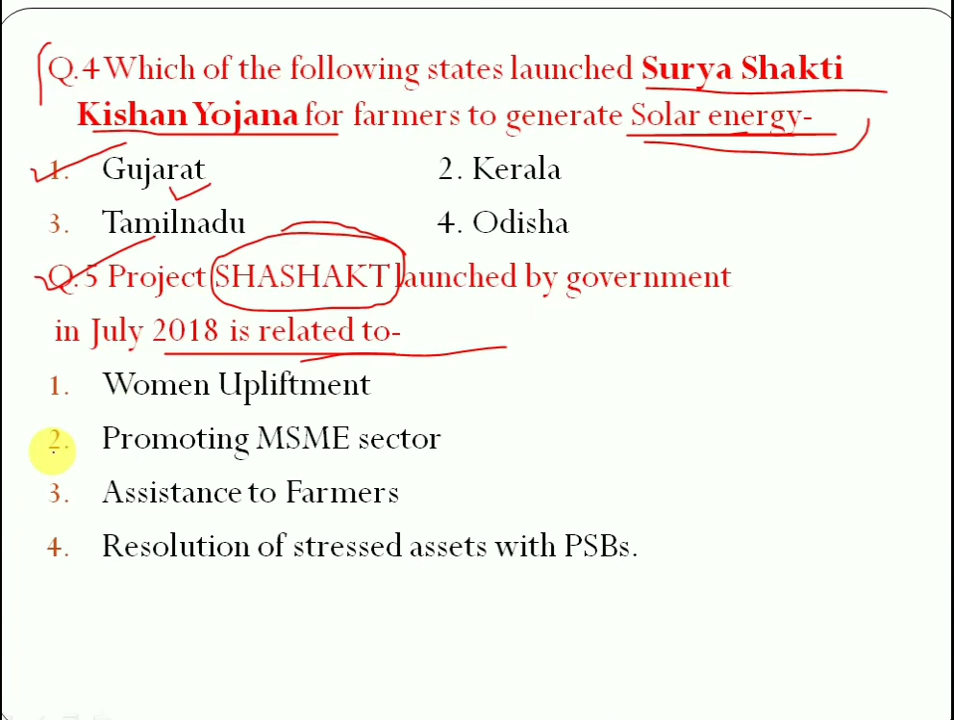 Q.4 Which of the following states launched Surya Shakti
Kishan Yojana for farmers to generate Solar energy-
1. Gujarat 2. Kerala
3. Tamilnadu 4. Odisha
Q.5 Project SHASHAKT launched by government
in July 2018 is related to-
1. Women Upliftment
2. Promoting MSME sector
3. Assistance to Farmers
4. Resolution of stressed assets with PSBs.